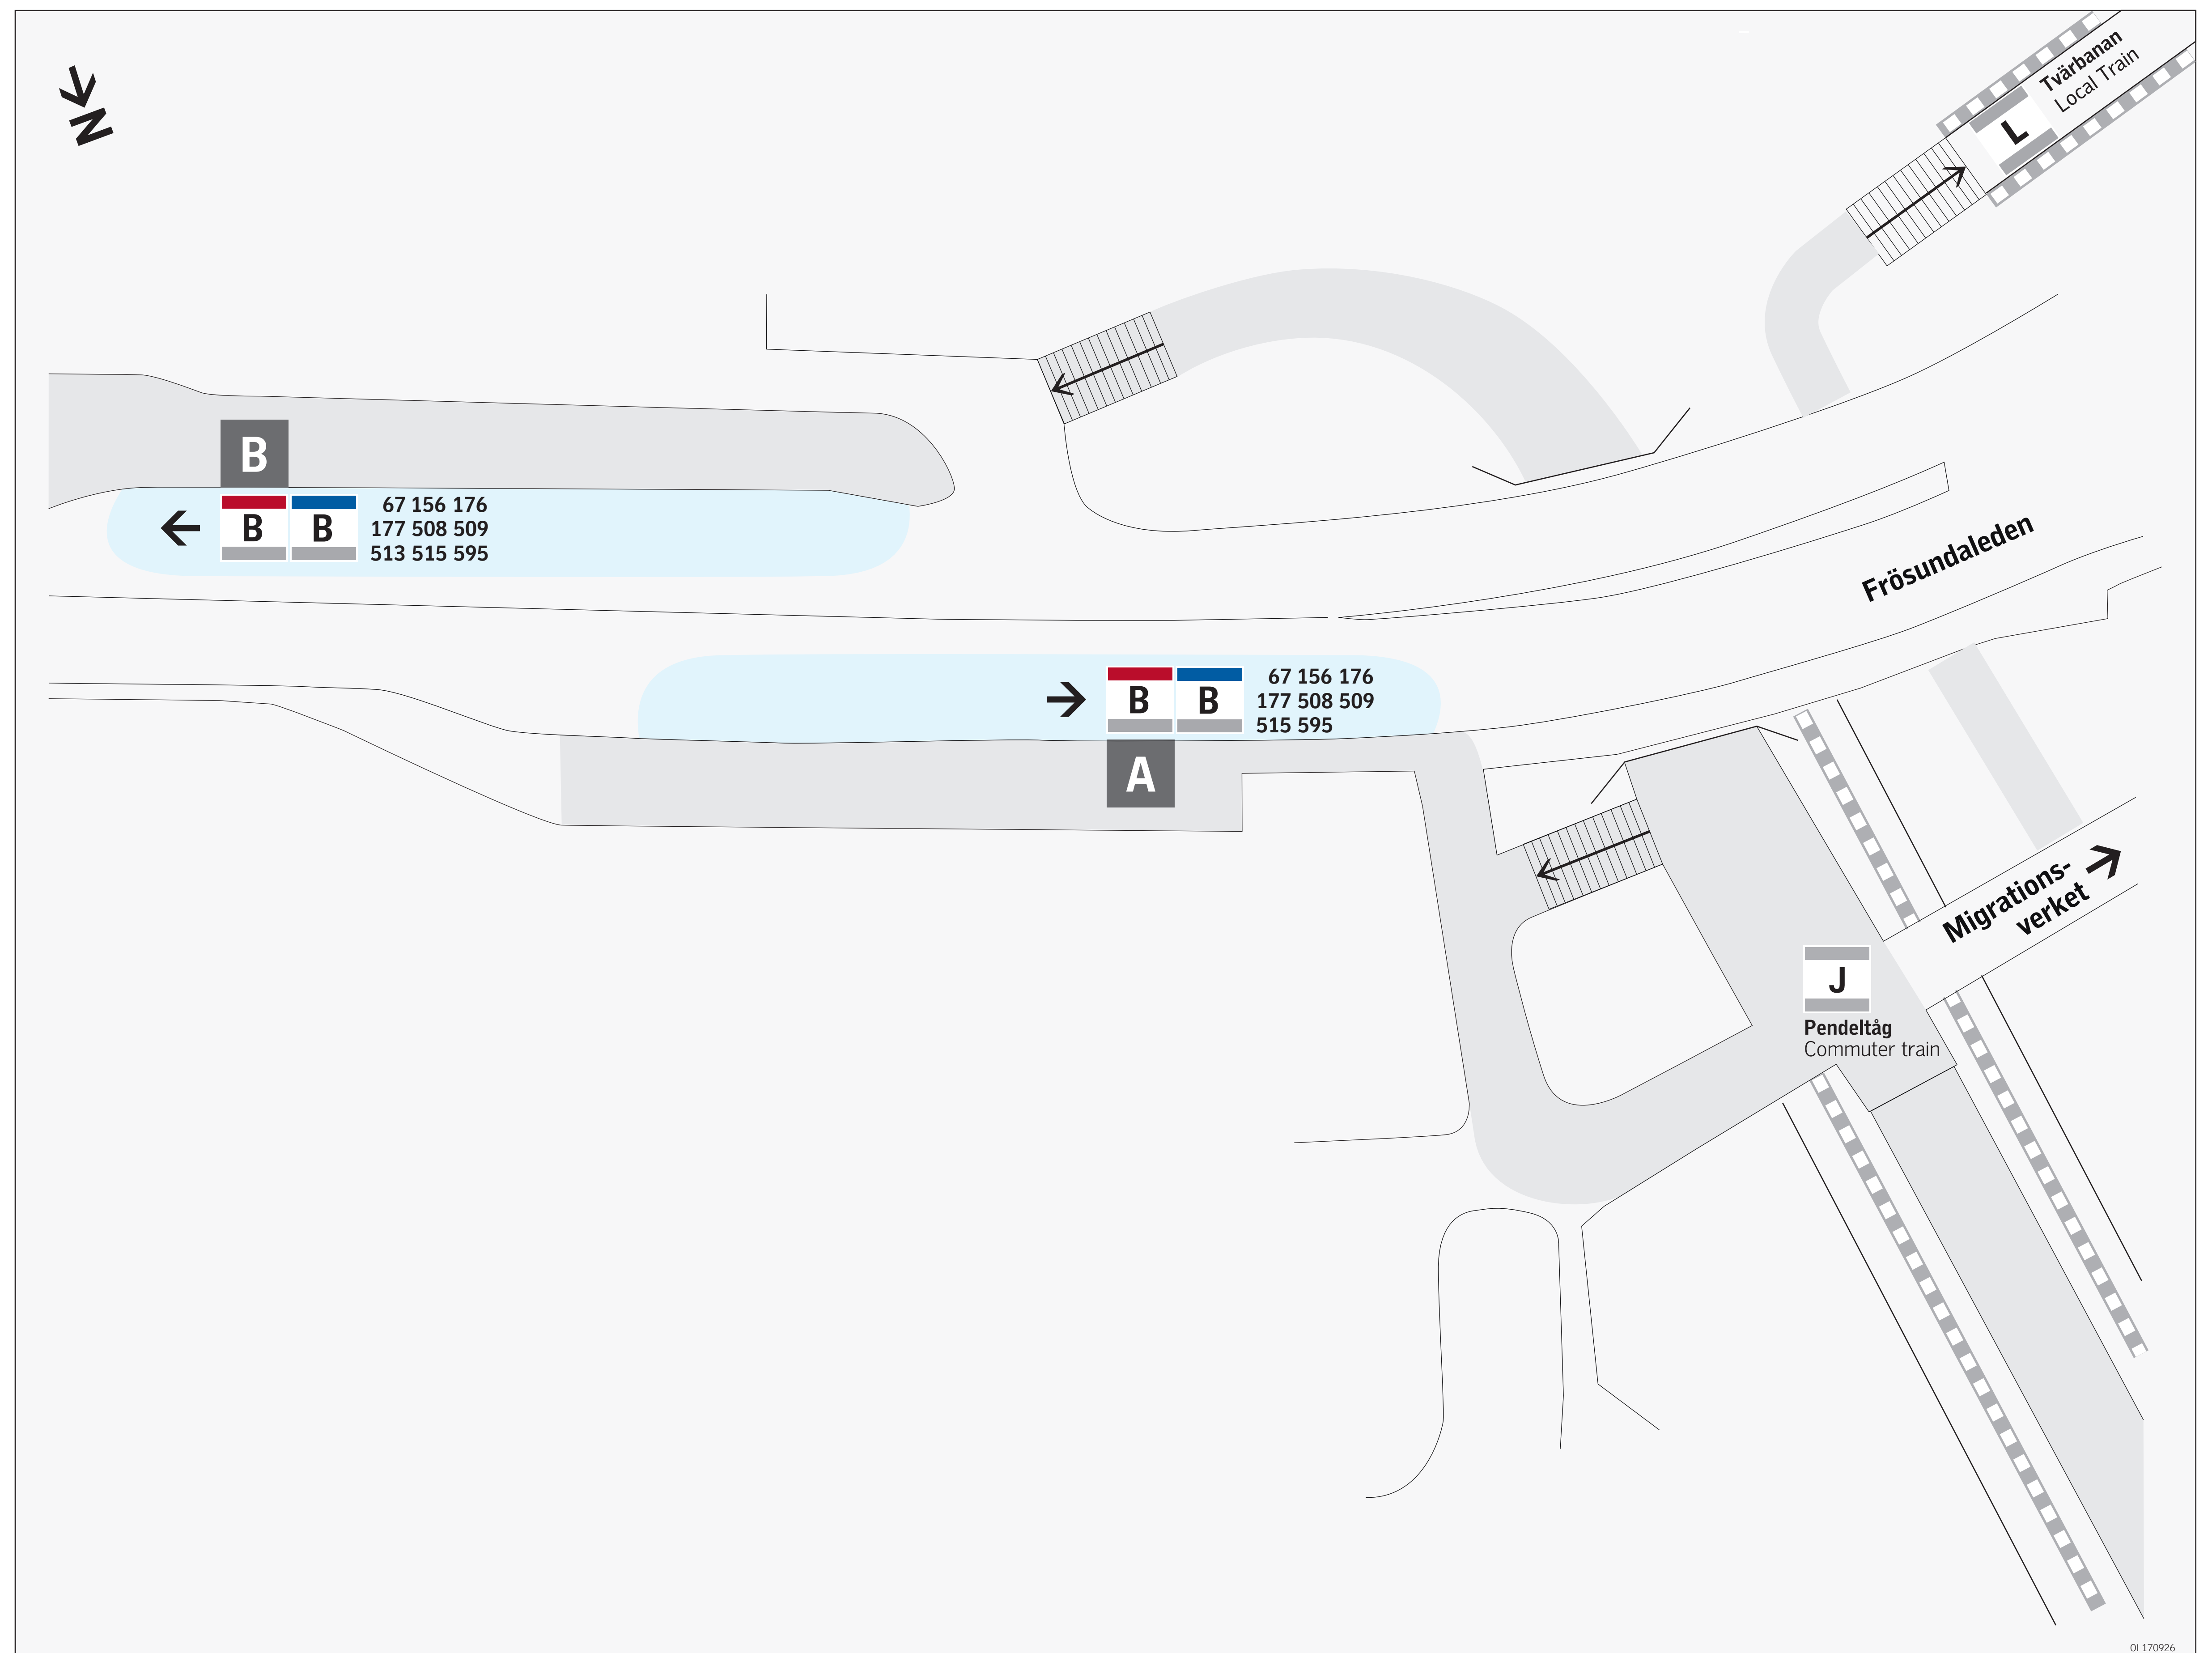 N
Tvärbanan
Local Train
L
B
B B
67 156 176
177 508 509
513 515 595
Frösundaleden
B B
67 156 176
177 508 509
515 595
A
Migrations-
verket
J
Pendeltåg
Commuter train
OI 170926